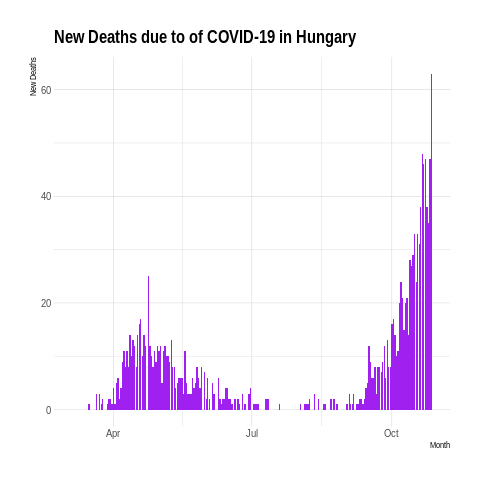 New Deaths due to of COVID-19 in Hungary
New Deaths
60
40
20
0
Apr
Jul
Oct
Month